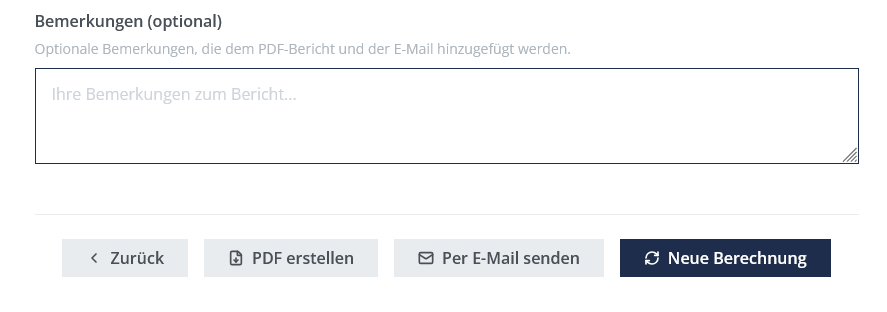 Bemerkungen (optional)
Optionale Bemerkungen, die dem PDF-Bericht und der E-Mail hinzugefügt werden.
Ihre Bemerkungen zum Bericht...
Zurück PDF erstellen Per E-Mail senden Neue Berechnung